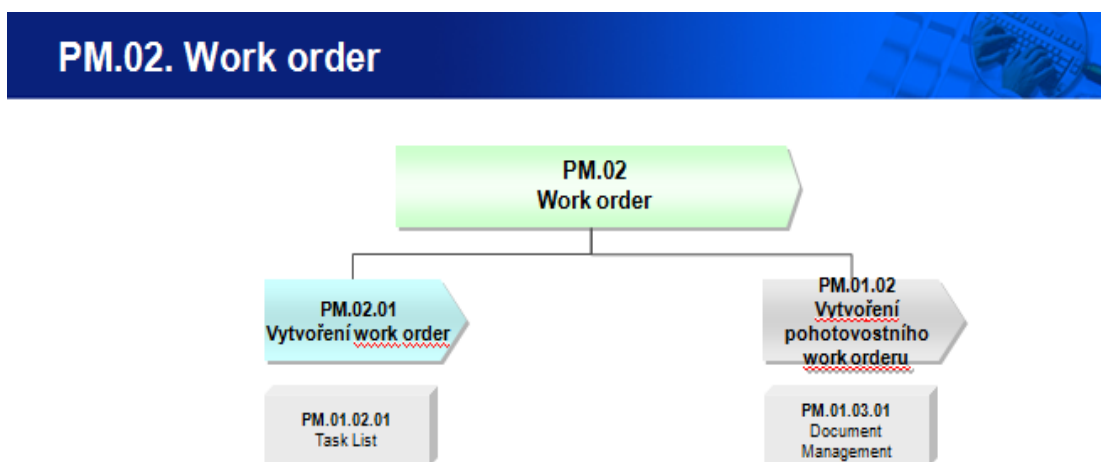 PM.02. Work order
PM.02
Work order
PM.02.01
Vytvoření work order
PM.01.02
Vytvoření
pohotovostního
work orderu
PM.01.02.01
Task List
PM.01.03.01
Document
Management